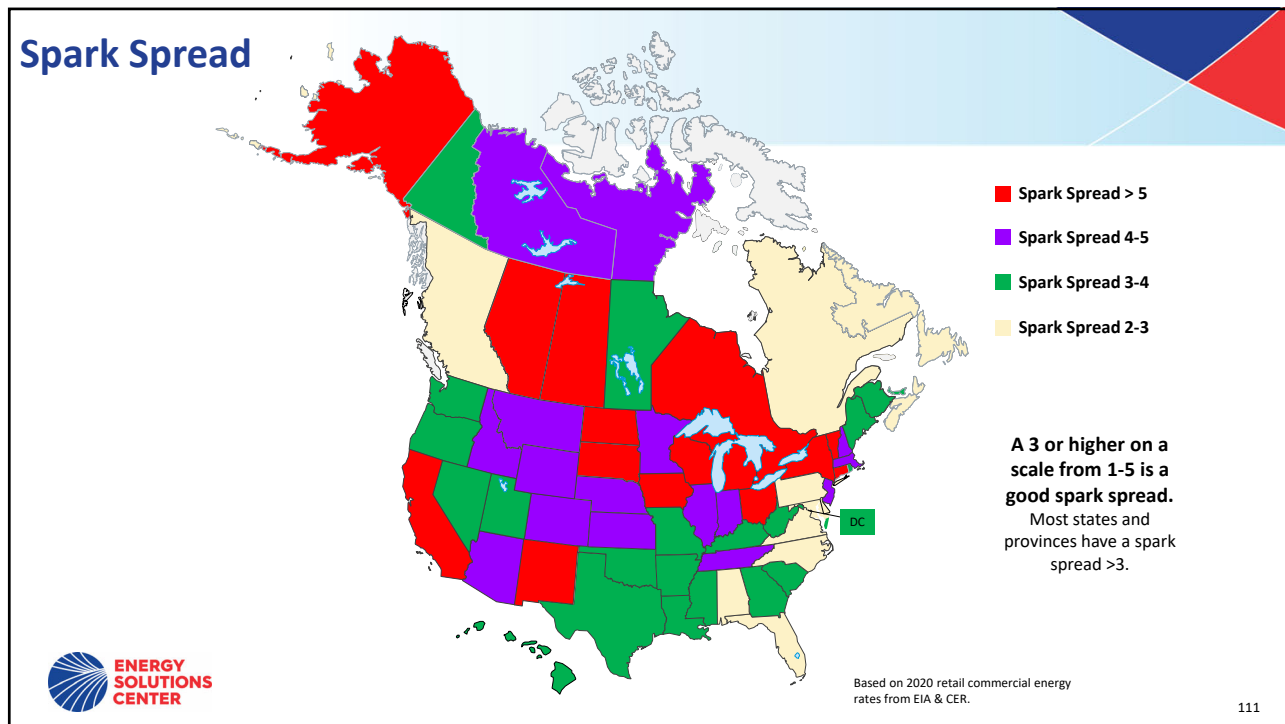 Spark Spread
Spark Spread > 5
Spark Spread 4-5
Spark Spread 3-4
Spark Spread 2-3
A 3 or higher on a
scale from 1-5 is a
good spark spread.
Most states and
provinces have a spark
spread >3.
DC
ENERGY
SOLUTIONS
CENTER
Based on 2020 retail commercial energy
rates from EIA & CER.
111